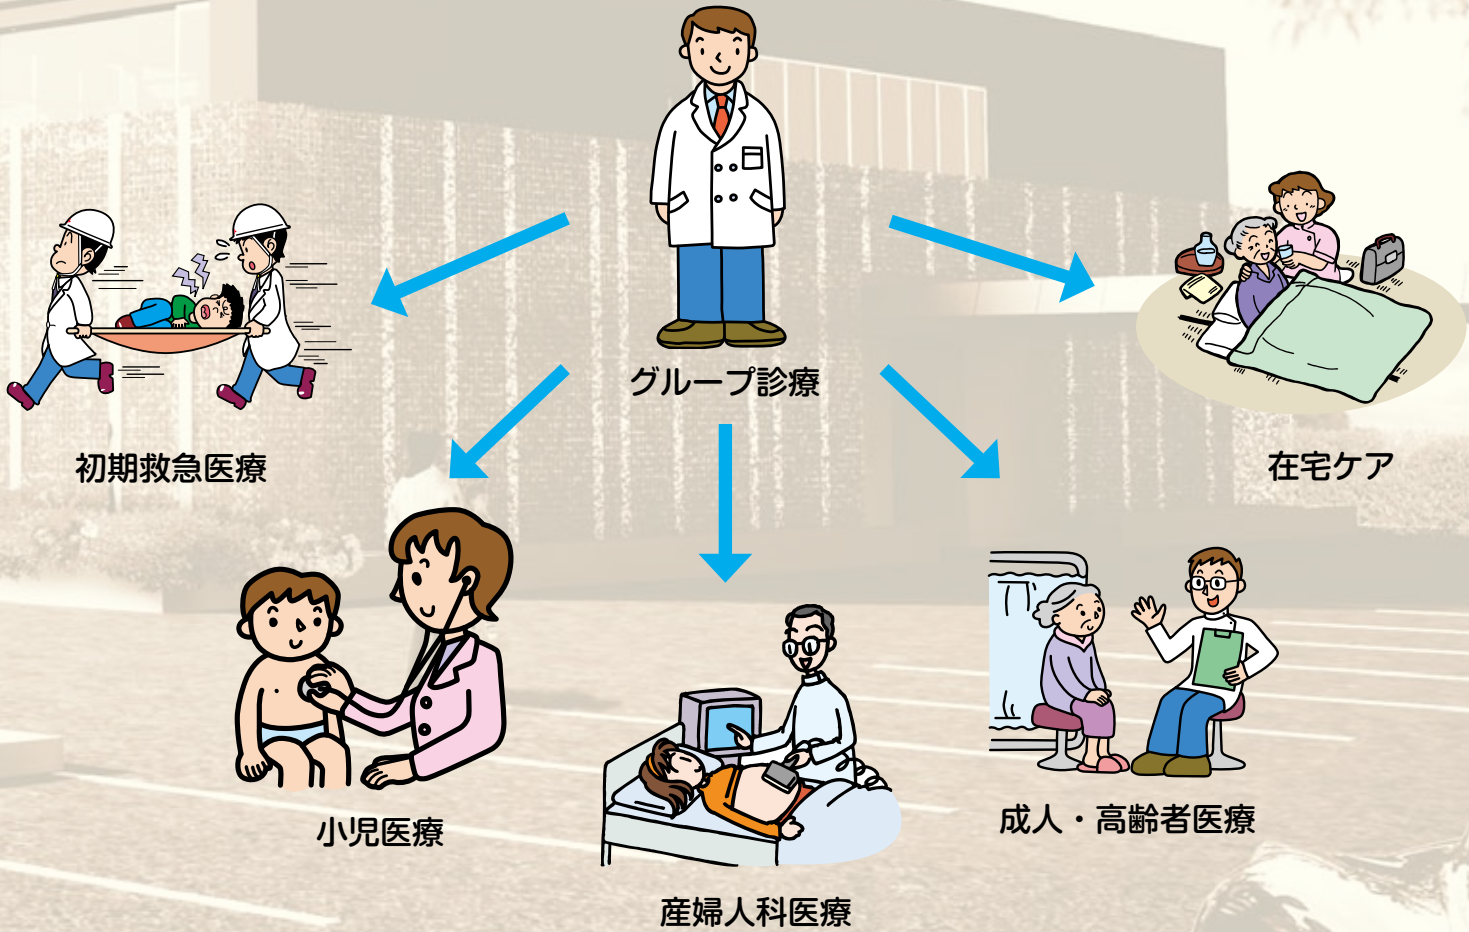 グループ診療
初期救急医療
在宅ケア
小児医療
成人・高齢者医療
産婦人科医療